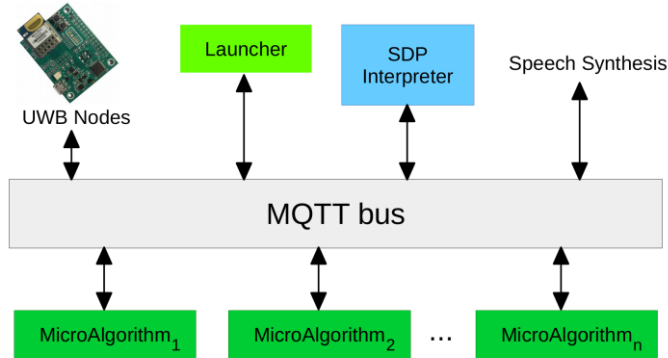 Launcher
SDP
Interpreter
Speech Synthesis
UWB Nodes
MQTT bus
MicroAlgorithm1
MicroAlgorithm2
...
MicroAlgorithmn